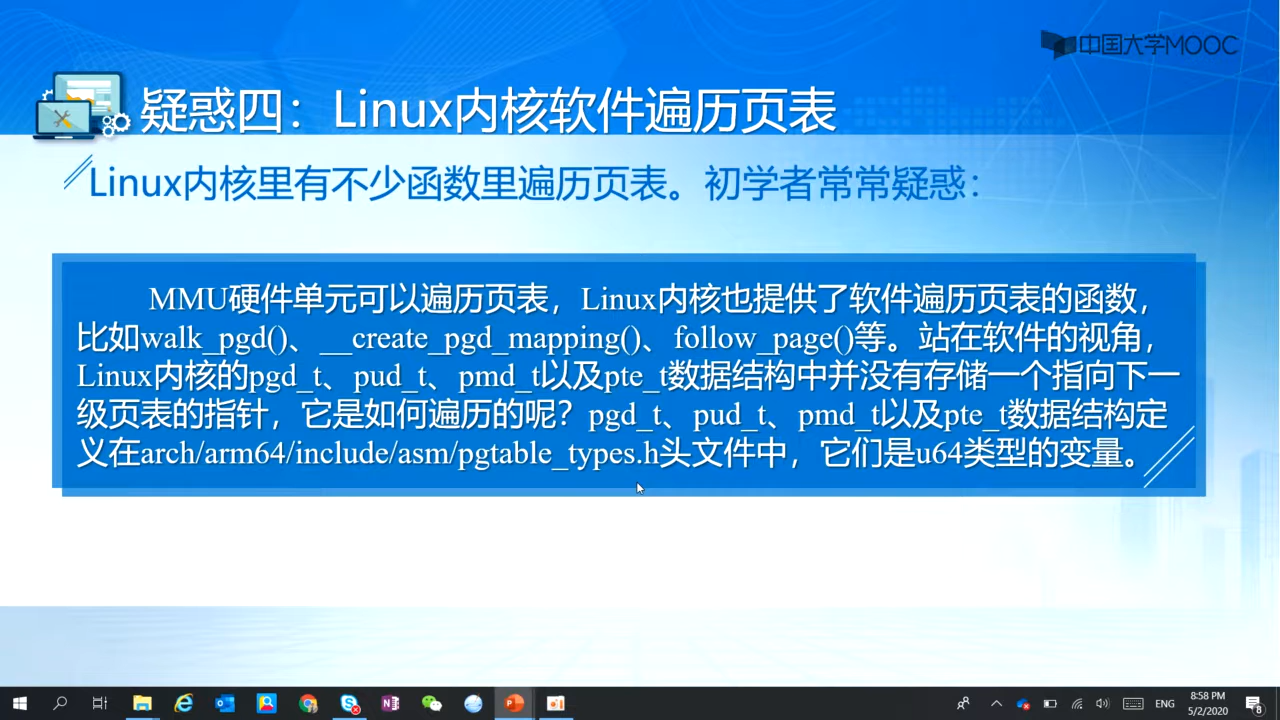 中国大学MOOC
疑惑四：Linux内核软件遍历页表
Linux内核里有不少函数里遍历页表。初学者常常疑惑：
MMU硬件单元可以遍历页表，Linux内核也提供了软件遍历页表的函数，
比如walk_pgd()、__create_pgd_mapping()、follow_page()等。站在软件的视角，
Linux内核的pgd_t、pud_t、pmd_t以及pte_t数据结构中并没有存储一个指向下一
级页表的指针，它是如何遍历的呢？pgd_t、pud_t、pmd_t以及pte_t数据结构定
义在arch/arm64/include/asm/pgtable_types.h头文件中，它们是u64类型的变量。
ENG
8:58 PM
5/2/2020
8